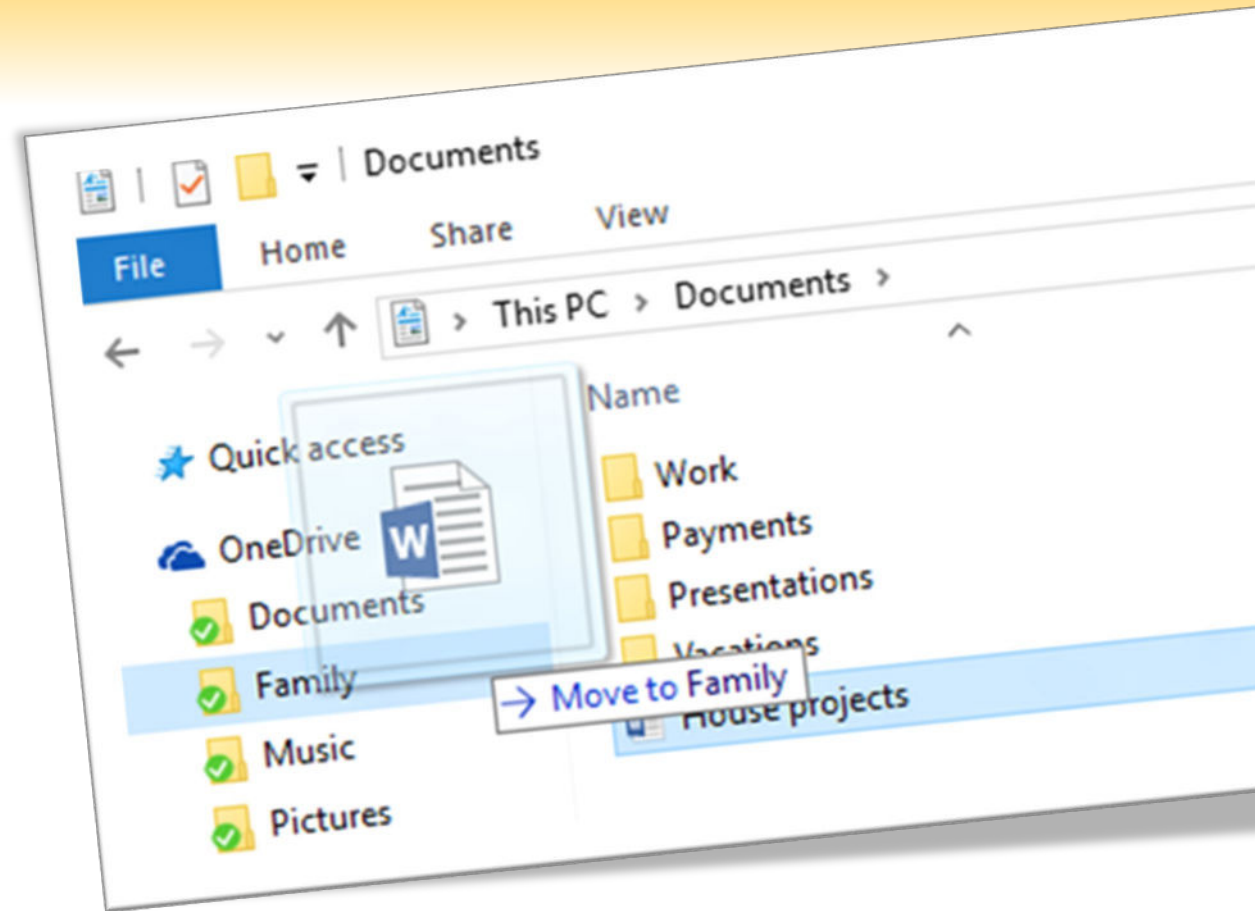 Documents
File Home Share View
This PC > Documents >
Name
Quick access
OneDrive
Documents
Family
Music
Pictures
Work
Payments
Presentations
Vacations
House projects
W
→ Move to Family